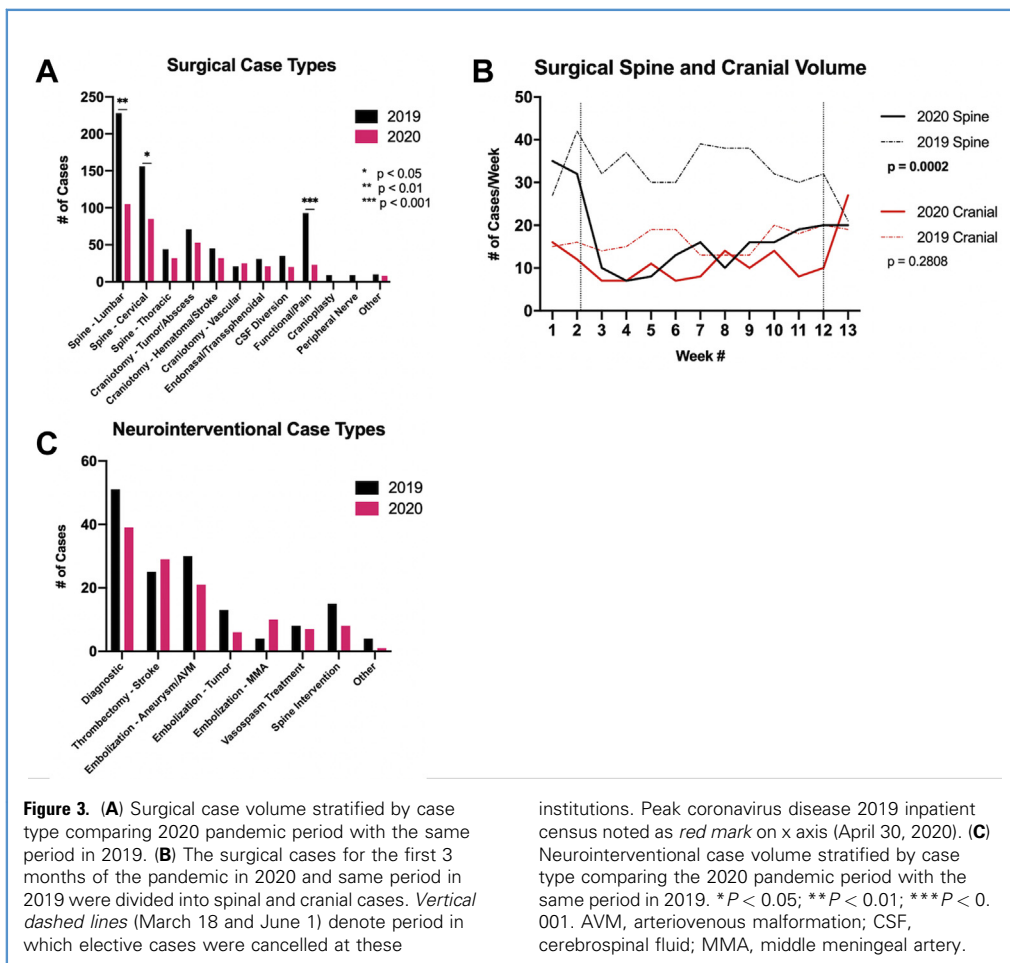 A
Surgical Case Types
# of Cases
250
200
150
100
50
0
**
*
***
2019
2020
* p < 0.05
** p < 0.01
*** p < 0.001
Spine - Lumbar
Spine - Cervical
Spine - Thoracic
Craniotomy - Tumor/Abscess
Craniotomy - Hematoma/Stroke
Craniotomy - Vascular
Endonasal/Transsphenoidal
CSF Diversion
Functional/Pain
Cranioplasty
Peripheral Nerve
Other
B
Surgical Spine and Cranial Volume
# of Cases/Week
50
40
30
20
10
0
1 2 3 4 5 6 7 8 9 10 11 12 13
Week #
2020 Spine
2019 Spine
p = 0.0002
2020 Cranial
2019 Cranial
p = 0.2808
C
Neurointerventional Case Types
# of Cases
60
40
20
0
2019
2020
Diagnostic
Thrombectomy - Stroke
Embolization - Aneurysm/AVM
Embolization - Tumor
Embolization - MMA
Vasospasm Treatment
Spine Intervention
Other
Figure 3. (A) Surgical case volume stratified by case
type comparing 2020 pandemic period with the same
period in 2019. (B) The surgical cases for the first 3
months of the pandemic in 2020 and same period in
2019 were divided into spinal and cranial cases. Vertical
dashed lines (March 18 and June 1) denote period in
which elective cases were cancelled at these
institutions. Peak coronavirus disease 2019 inpatient
census noted as red mark on x axis (April 30, 2020). (C)
Neurointerventional case volume stratified by case
type comparing the 2020 pandemic period with the
same period in 2019. *P < 0.05; **P < 0.01; ***P < 0.
001. AVM, arteriovenous malformation; CSF,
cerebrospinal fluid; MMA, middle meningeal artery.